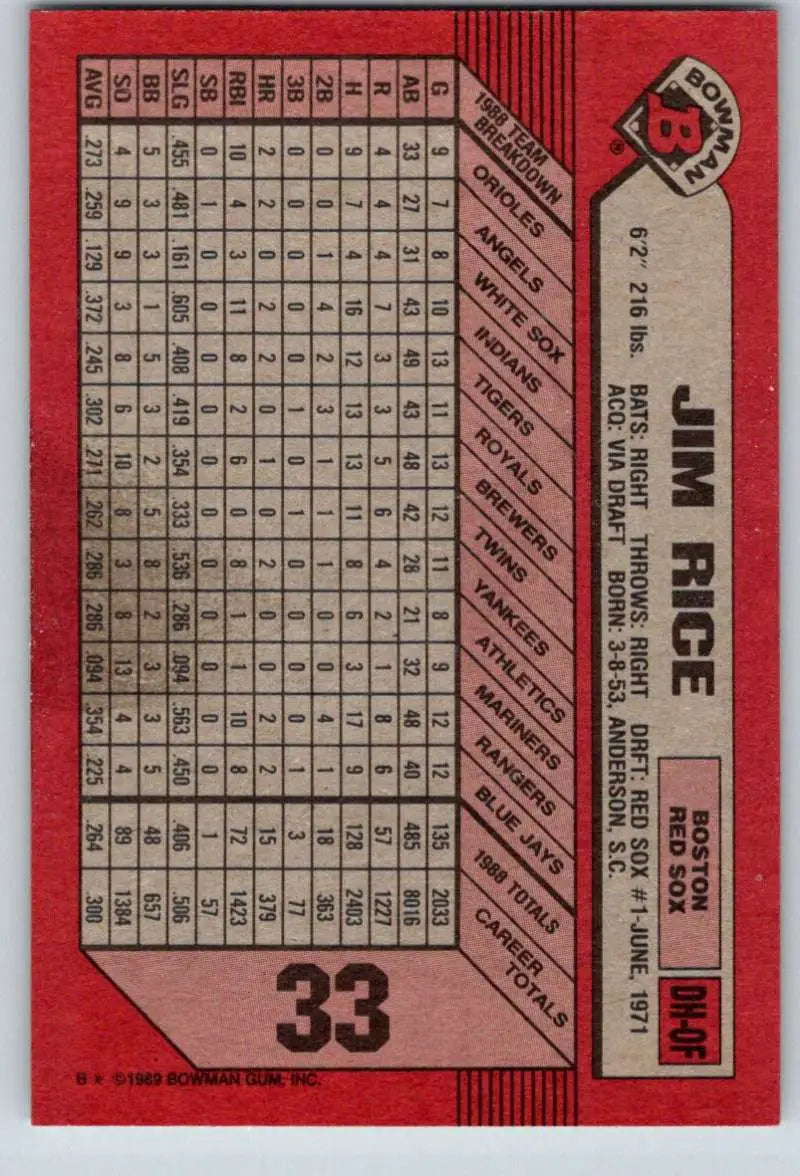 BOWMAN
B
®
JIM RICE
BOSTON
RED SOX
DH-OF
6'2" 216 lbs. BATS: RIGHT THROWS: RIGHT DRFT: RED SOX #1-JUNE, 1971
ACQ: VIA DRAFT BORN: 3-8-53, ANDERSON, S.C.
1988 TEAM
BREAKDOWN
ORIOLES
ANGELS
WHITE SOX
INDIANS
TIGERS
ROYALS
BREWERS
TWINS
YANKEES
ATHLETICS
MARINERS
RANGERS
BLUE JAYS
1988 TOTALS
CAREER
TOTALS
G 9 7 8 10 13 11 13 12 11 8 9 12 12 135 2033
AB 33 27 31 43 49 43 48 42 28 21 32 48 40 485 8016
R 4 4 4 7 3 3 5 6 4 2 1 8 6 57 1227
H 9 7 4 16 12 13 13 11 8 6 3 17 9 128 2403
2B 0 0 1 4 2 3 1 1 1 0 0 4 1 18 363
3B 0 0 0 0 0 1 0 1 0 0 0 0 1 3 77
HR 2 2 0 2 2 0 1 0 2 0 0 2 2 15 379
RBI 10 4 3 11 8 2 6 0 8 1 1 10 8 72 1423
SB 0 1 0 0 0 0 0 0 0 0 0 0 0 1 57
SLG .455 .481 .161 .605 .408 .419 .354 .333 .536 .286 .094 .563 .450 .406 .506
BB 5 3 3 1 5 3 2 5 8 2 3 3 5 48 657
SO 4 9 9 3 8 6 10 8 3 8 13 4 4 89 1384
AVG .273 .259 .129 .372 .245 .302 .271 .262 .286 .286 .094 .354 .225 .264 .300
33
B * ©1989 BOWMAN GUM, INC.